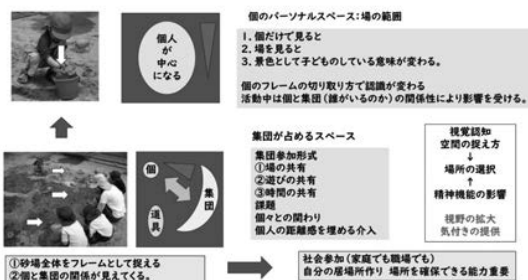 個のパーソナルスペース:場の範囲
個人
が
中心
になる
1. 個だけで見ると
2. 場を見ると
3. 景色として子どものしている意味が変わる。
個のフレームの切り取り方で認識が変わる
活動中は個と集団(誰がいるのか)の関係性により影響を受ける。
集団が占めるスペース
個
集団
道具
集団参加形式
①場の共有
②遊びの共有
③時間の共有
課題
個々との関わり
個人の距離感を埋める介入
視覚認知
空間の捉え方
↓
場所の選択
↑
精神機能の影響
視野の拡大
気付きの提供
①砂場全体をフレームとして捉える
②個と集団の関係が見えてくる。
社会参加(家庭でも職場でも)
自分の居場所作り 場所を確保できる能力重要